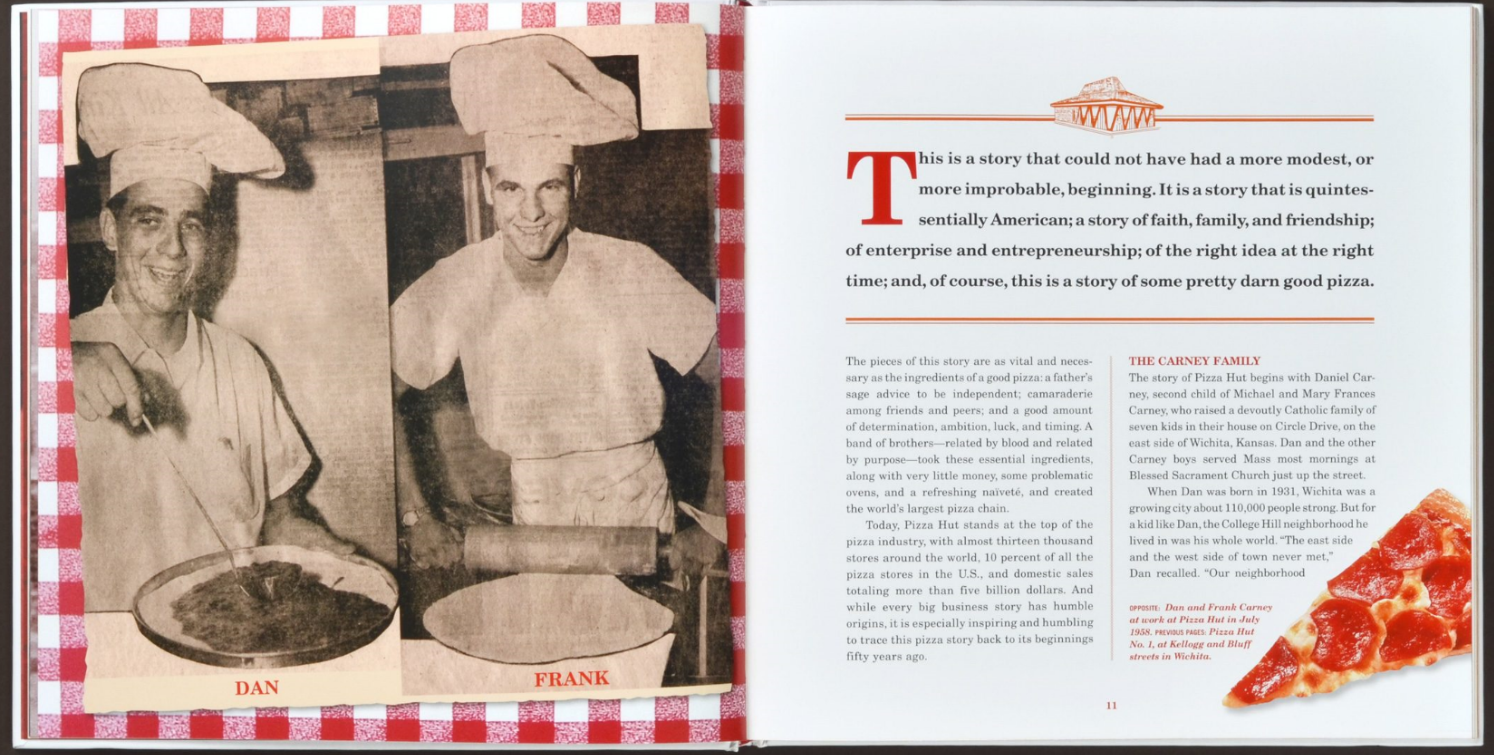 DAN
FRANK
This is a story that could not have had a more modest, or
more improbable, beginning. It is a story that is quintes-
sentially American; a story of faith, family, and friendship;
of enterprise and entrepreneurship; of the right idea at the right
time; and, of course, this is a story of some pretty darn good pizza.
The pieces of this story are as vital and neces-
sary as the ingredients of a good pizza: a father's
sage advice to be independent; camaraderie
among friends and peers; and a good amount
of determination, ambition, luck, and timing. A
band of brothers—related by blood and related
by purpose—took these essential ingredients,
along with very little money, some problematic
ovens, and a refreshing naïveté, and created
the world's largest pizza chain.
Today, Pizza Hut stands at the top of the
pizza industry, with almost thirteen thousand
stores around the world, 10 percent of all the
pizza stores in the U.S., and domestic sales
totaling more than five billion dollars. And
while every big business story has humble
origins, it is especially inspiring and humbling
to trace this pizza story back to its beginnings
fifty years ago.
THE CARNEY FAMILY
The story of Pizza Hut begins with Daniel Car-
ney, second child of Michael and Mary Frances
Carney, who raised a devoutly Catholic family of
seven kids in their house on Circle Drive, on the
east side of Wichita, Kansas. Dan and the other
Carney boys served Mass most mornings at
Blessed Sacrament Church just up the street.
When Dan was born in 1931, Wichita was a
growing city about 110,000 people strong. But for
a kid like Dan, the College Hill neighborhood he
lived in was his whole world. "The east side
and the west side of town never met,"
Dan recalled. "Our neighborhood
OPPOSITE: Dan and Frank Carney
at work at Pizza Hut in July
1958. PREVIOUS PAGES: Pizza Hut
No. 1, at Kellogg and Bluff
streets in Wichita.
11